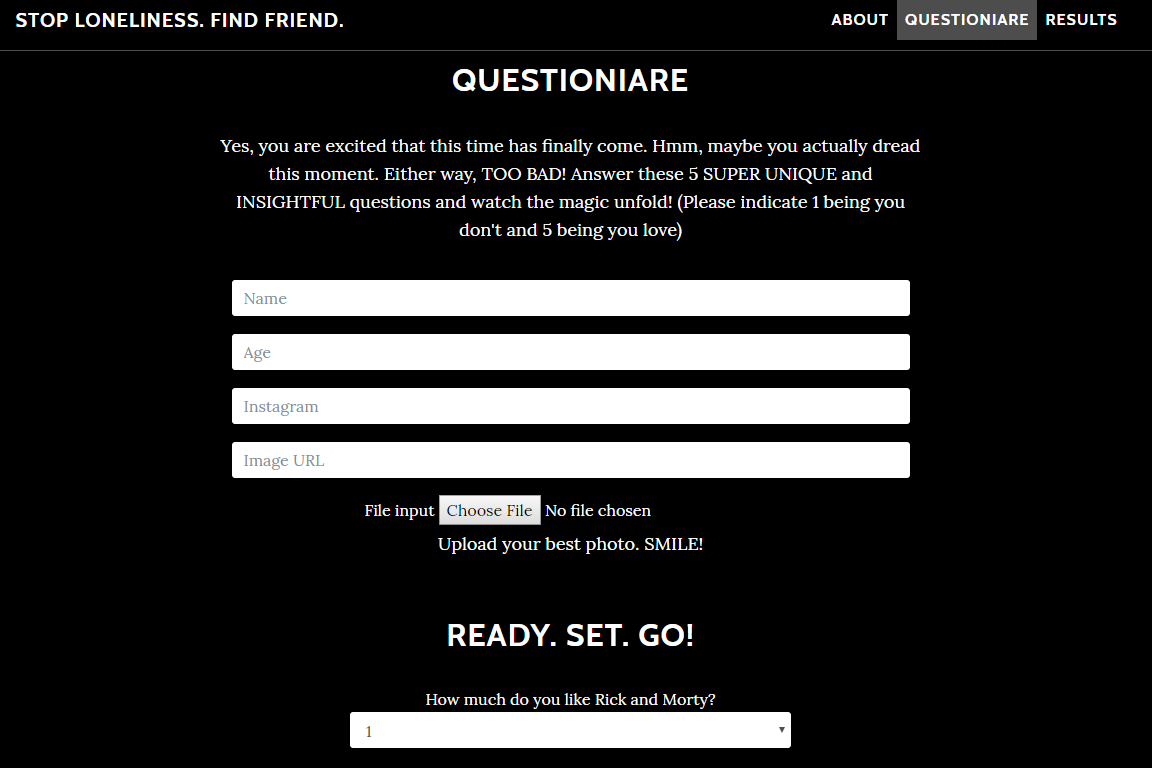 STOP LONELINESS. FIND FRIEND.
ABOUT QUESTIONIARE RESULTS
QUESTIONIARE
Yes, you are excited that this time has finally come. Hmm, maybe you actually dread
this moment. Either way, TOO BAD! Answer these 5 SUPER UNIQUE and
INSIGHTFUL questions and watch the magic unfold! (Please indicate 1 being you
don't and 5 being you love)
Name
Age
Instagram
Image URL
File input Choose File No file chosen
Upload your best photo. SMILE!
READY. SET. GO!
How much do you like Rick and Morty?
1